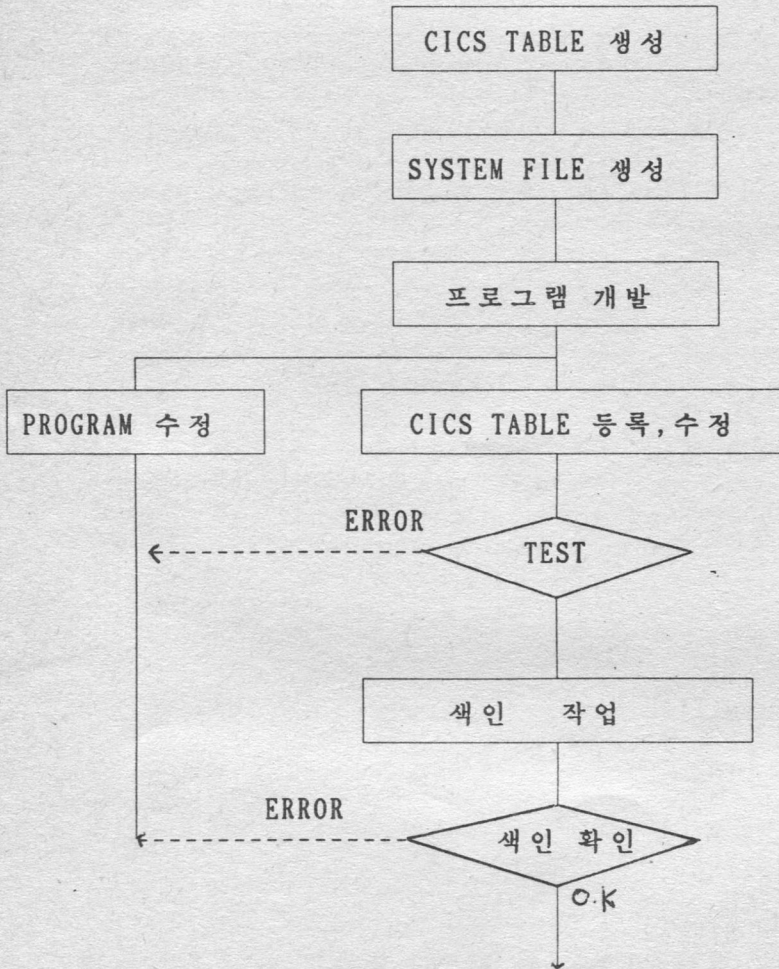 CICS TABLE 생성
SYSTEM FILE 생성
프로그램 개발
PROGRAM 수정
CICS TABLE 등록,수정
ERROR
TEST
색인 작업
ERROR
색인 확인
O.K